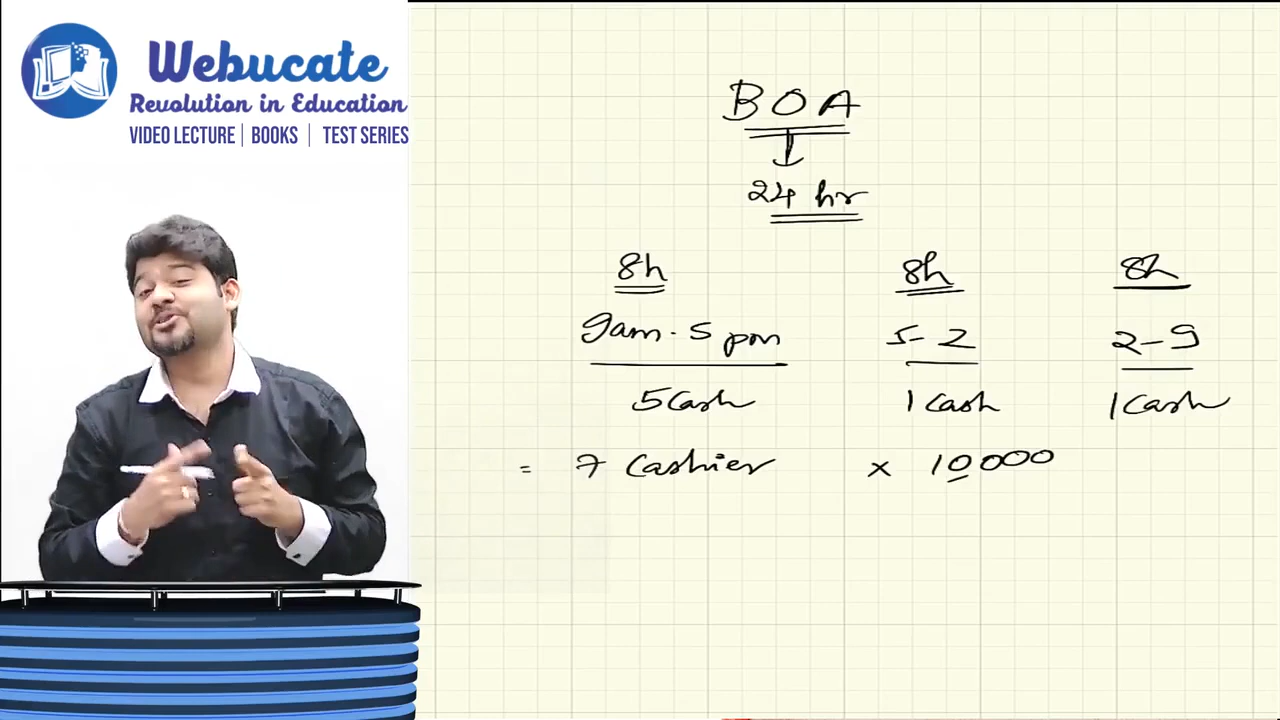 Webucate
Revolution in Education
VIDEO LECTURE | BOOKS | TEST SERIES
BOA
24 hr
8h 8h 8h
9am - 5 pm 5-2 2-9
5 Cash 1 Cash 1 Cash
= 7 Cashier × 10000